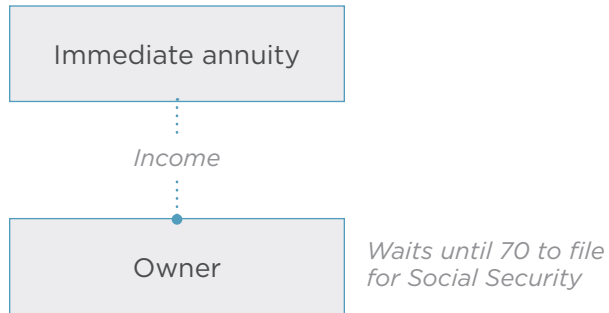 Immediate annuity
Income
Owner
Waits until 70 to file
for Social Security